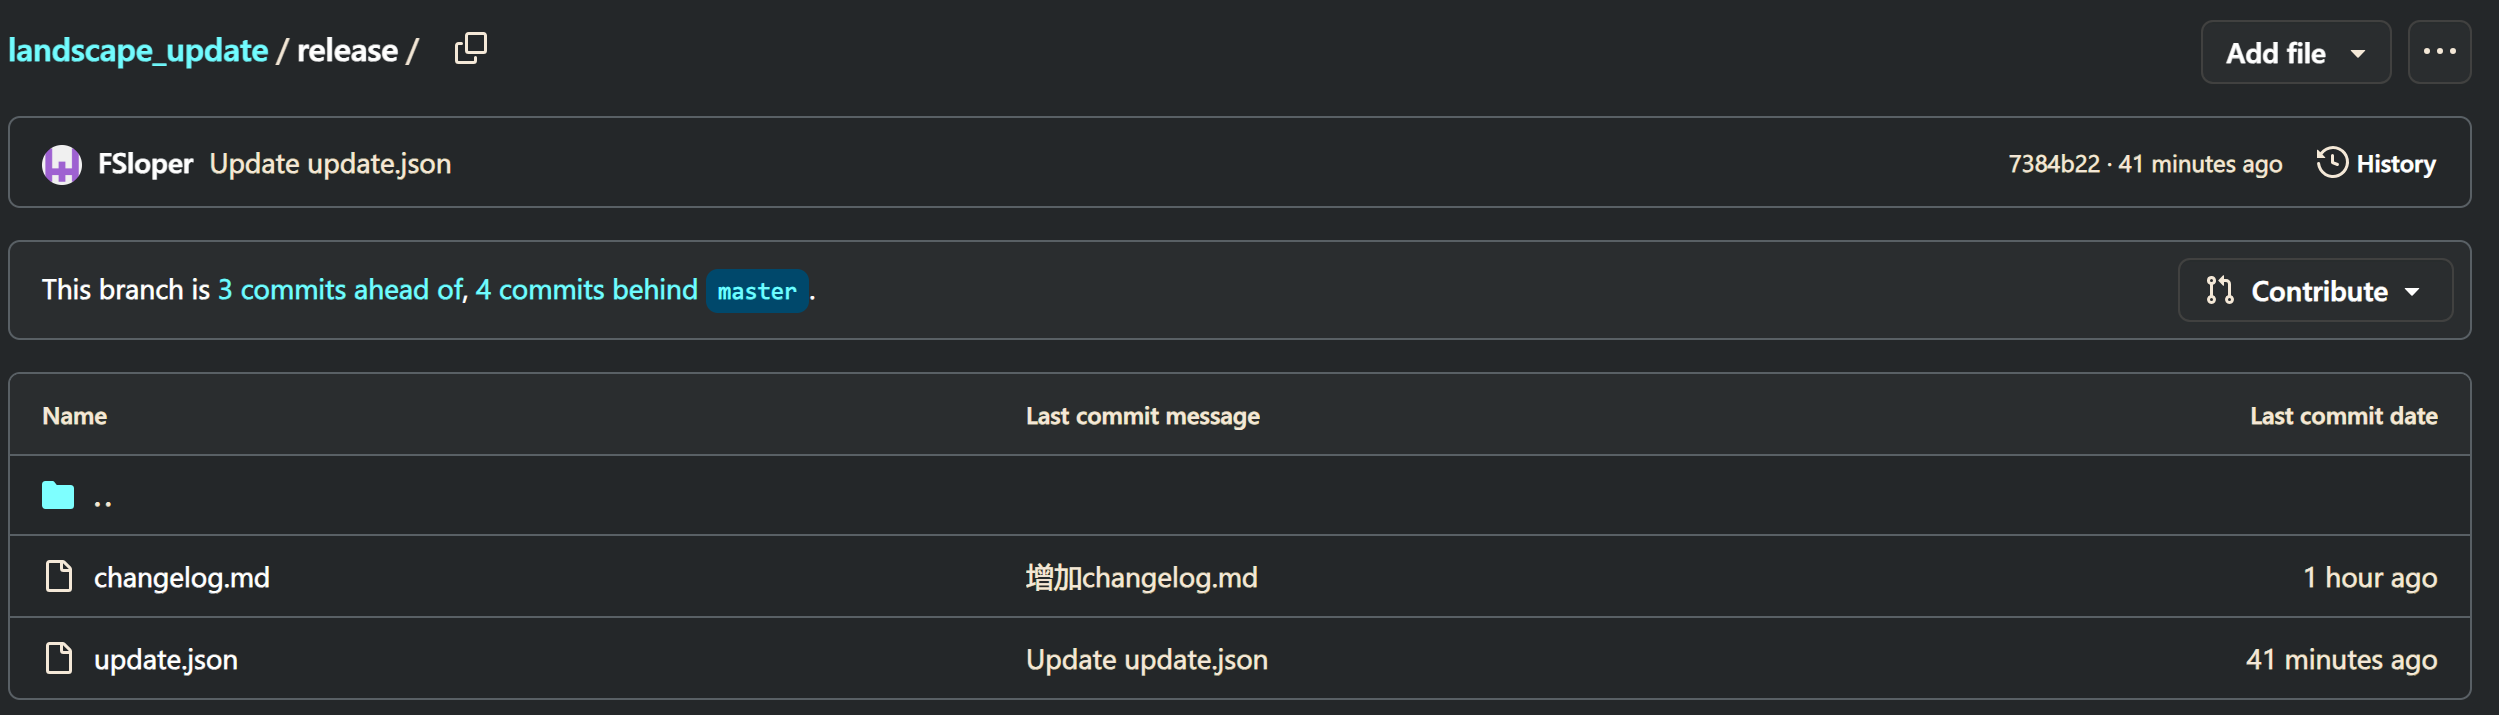 landscape_update / release /
Add file
FSloper Update update.json
7384b22 · 41 minutes ago
History
This branch is 3 commits ahead of, 4 commits behind master .
Contribute
Name
Last commit message
Last commit date
..
changelog.md
增加changelog.md
1 hour ago
update.json
Update update.json
41 minutes ago